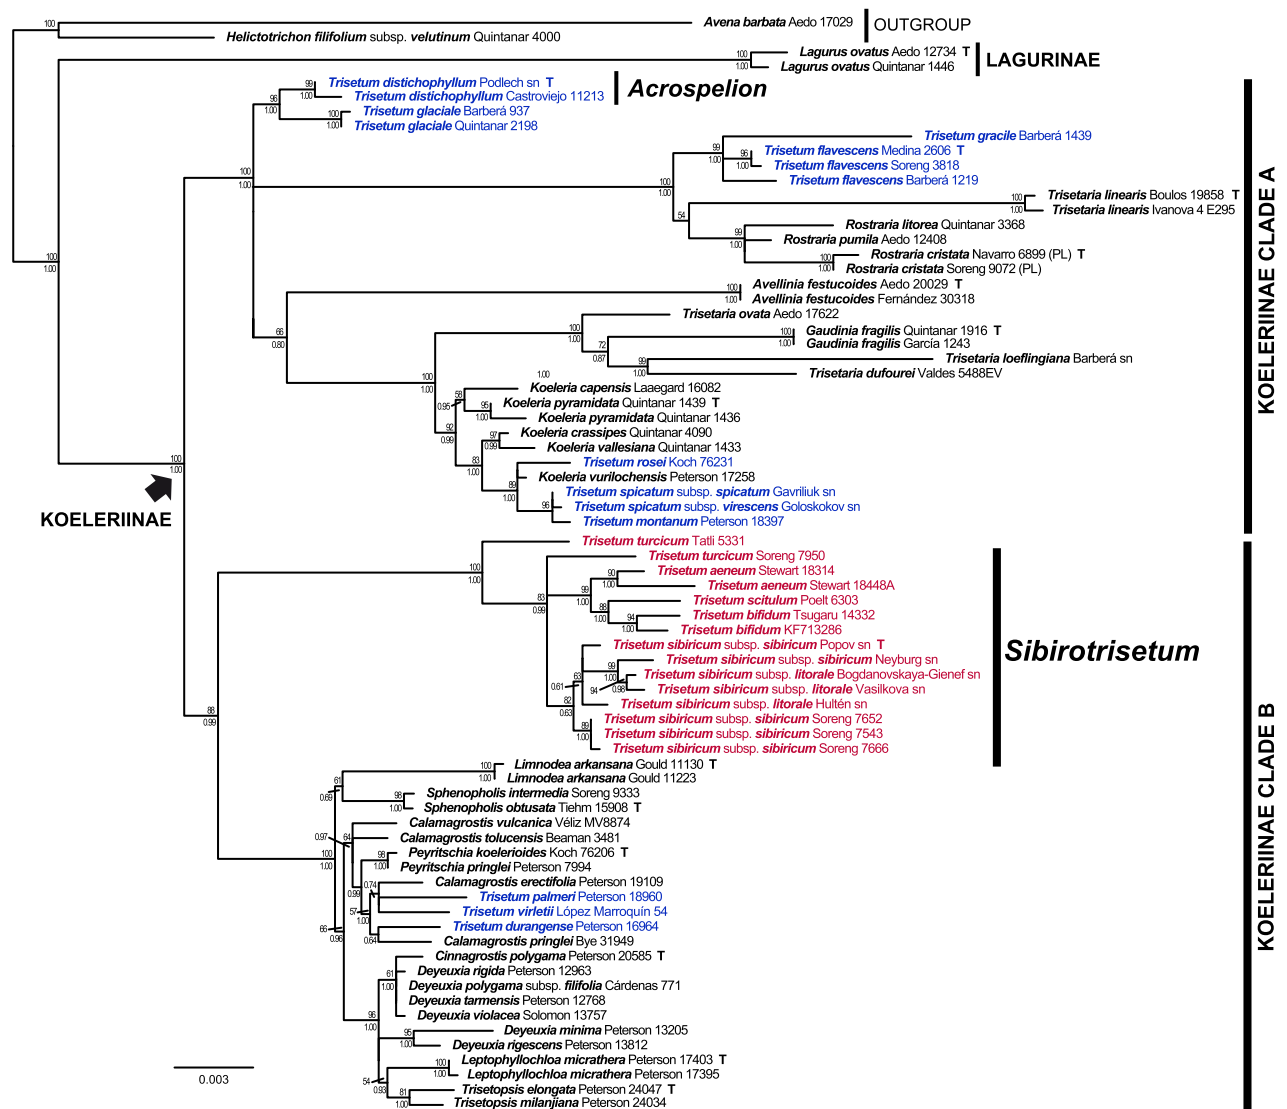 Avena barbata Aedo 17029
OUTGROUP
Helictotrichon filifolium subsp. velutinum Quintanar 4000
Lagurus ovatus Aedo 12734 T
LAGURINAE
Lagurus ovatus Quintanar 1446
Trisetum distichophyllum Podlech sn T
Acrospelion
Trisetum distichophyllum Castroviejo 11213
Trisetum glaciale Barberá 937
Trisetum glaciale Quintanar 2198
Trisetum gracile Barberá 1439
Trisetum flavescens Medina 2606 T
Trisetum flavescens Soreng 3818
Trisetum flavescens Barberá 1219
Trisetaria linearis Boulos 19858 T
Trisetaria linearis Ivanova 4 E295
Rostraria litorea Quintanar 3368
Rostraria pumila Aedo 12408
Rostraria cristata Navarro 6899 (PL) T
Rostraria cristata Soreng 9072 (PL)
Avellinia festucoides Aedo 20029 T
Avellinia festucoides Fernández 30318
Trisetaria ovata Aedo 17622
Gaudinia fragilis Quintanar 1916 T
Gaudinia fragilis García 1243
Trisetaria loeflingiana Barberá sn
Trisetaria dufourei Valdes 5488EV
Koeleria capensis Laaegard 16082
Koeleria pyramidata Quintanar 1439 T
Koeleria pyramidata Quintanar 1436
Koeleria crassipes Quintanar 4090
Koeleria vallesiana Quintanar 1433
Trisetum rosei Koch 76231
Koeleria vurilochensis Peterson 17258
Trisetum spicatum subsp. spicatum Gavriliuk sn
Trisetum spicatum subsp. virescens Goloskokov sn
Trisetum montanum Peterson 18397
KOELERIINAE CLADE A
KOELERIINAE
Trisetum turcicum Tatli 5331
Trisetum turcicum Soreng 7950
Trisetum aeneum Stewart 18314
Trisetum aeneum Stewart 18448A
Trisetum scitulum Poelt 6303
Trisetum bifidum Tsugaru 14332
Trisetum bifidum KF713286
Trisetum sibiricum subsp. sibiricum Popov sn T
Sibirotrisetum
Trisetum sibiricum subsp. sibiricum Neyburg sn
Trisetum sibiricum subsp. litorale Bogdanovskaya-Gienef sn
Trisetum sibiricum subsp. litorale Vasilkova sn
Trisetum sibiricum subsp. litorale Hultén sn
Trisetum sibiricum subsp. sibiricum Soreng 7652
Trisetum sibiricum subsp. sibiricum Soreng 7543
Trisetum sibiricum subsp. sibiricum Soreng 7666
Limnodea arkansana Gould 11130 T
Limnodea arkansana Gould 11223
Sphenopholis intermedia Soreng 9333
Sphenopholis obtusata Tiehm 15908 T
Calamagrostis vulcanica Véliz MV8874
Calamagrostis tolucensis Beaman 3481
Peyritschia koelerioides Koch 76206 T
Peyritschia pringlei Peterson 7994
Calamagrostis erectifolia Peterson 19109
Trisetum palmeri Peterson 18960
Trisetum virletii López Marroquín 54
Trisetum durangense Peterson 16964
Calamagrostis pringlei Bye 31949
Cinnagrostis polygama Peterson 20585 T
Deyeuxia rigida Peterson 12963
Deyeuxia polygama subsp. filifolia Cárdenas 771
Deyeuxia tarmensis Peterson 12768
Deyeuxia violacea Solomon 13757
Deyeuxia minima Peterson 13205
Deyeuxia rigescens Peterson 13812
Leptophyllochloa micrathera Peterson 17403 T
Leptophyllochloa micrathera Peterson 17395
Trisetopsis elongata Peterson 24047 T
Trisetopsis milanjiana Peterson 24034
KOELERIINAE CLADE B
0.003